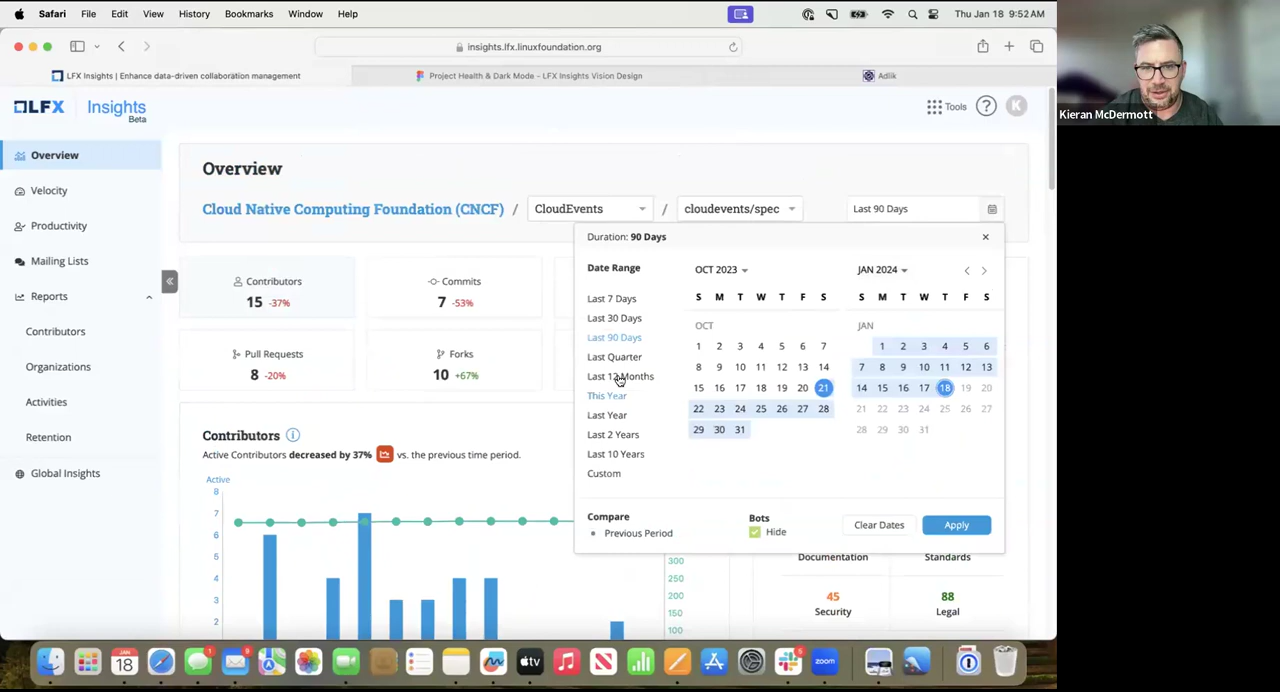 Safari File Edit View History Bookmarks Window Help Thu Jan 18 9:52 AM
insights.lfx.linuxfoundation.org
LFX Insights | Enhance data-driven collaboration management
Project Health & Dark Mode - LFX Insights Vision Design
Adlik
LFX Insights
Beta
Tools ? K
Kieran McDermott
Overview
Velocity
Productivity
Mailing Lists
Reports
Contributors
Organizations
Activities
Retention
Global Insights
Overview
Cloud Native Computing Foundation (CNCF) / CloudEvents / cloudevents/spec
Last 90 Days
Contributors
15 -37%
Commits
7 -53%
Pull Requests
8 -20%
Forks
10 +67%
Duration: 90 Days
Date Range
Last 7 Days
Last 30 Days
Last 90 Days
Last Quarter
Last 12 Months
This Year
Last Year
Last 2 Years
Last 10 Years
Custom
OCT 2023
S M T W T F S
OCT
1 2 3 4 5 6 7
8 9 10 11 12 13 14
15 16 17 18 19 20 21
22 23 24 25 26 27 28
29 30 31
JAN 2024
S M T W T F S
JAN
1 2 3 4 5 6
7 8 9 10 11 12 13
14 15 16 17 18 19 20
21 22 23 24 25 26 27
28 29 30 31
Compare
Previous Period
Bots
Hide
Clear Dates
Apply
Contributors
Active Contributors decreased by 37% vs. the previous time period.
Active
8
7
6
5
4
3
2
300
250
200
150
100
Documentation
Standards
45
Security
88
Legal
JAN
18
1
9
tv
5
zoom